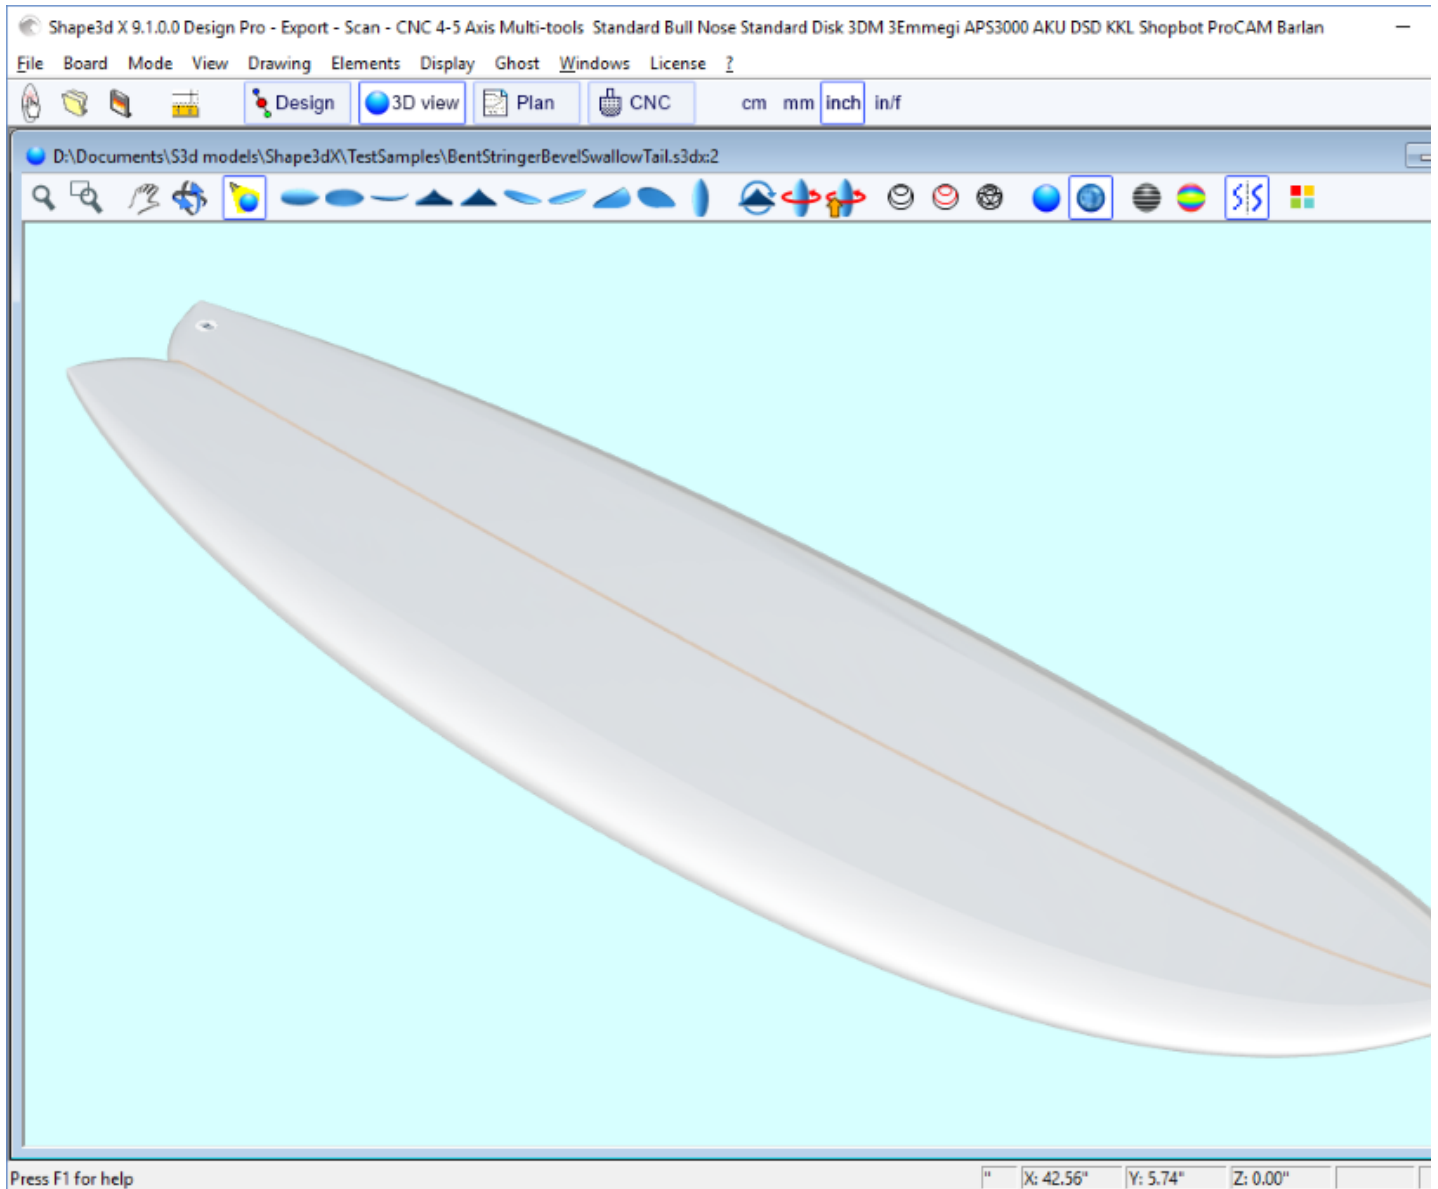 Shape3d X 9.1.0.0 Design Pro - Export - Scan - CNC 4-5 Axis Multi-tools  Standard Bull Nose Standard Disk 3DM 3Emmegi APS3000 AKU DSD KKL Shopbot ProCAM Barlan
File Board Mode View Drawing Elements Display Ghost Windows License ?
Design 3D view Plan CNC cm mm inch in/f
D:\Documents\S3d models\Shape3dX\TestSamples\BentStringerBevelSwallowTail.s3dx:2
Press F1 for help " X: 42.56" Y: 5.74" Z: 0.00"